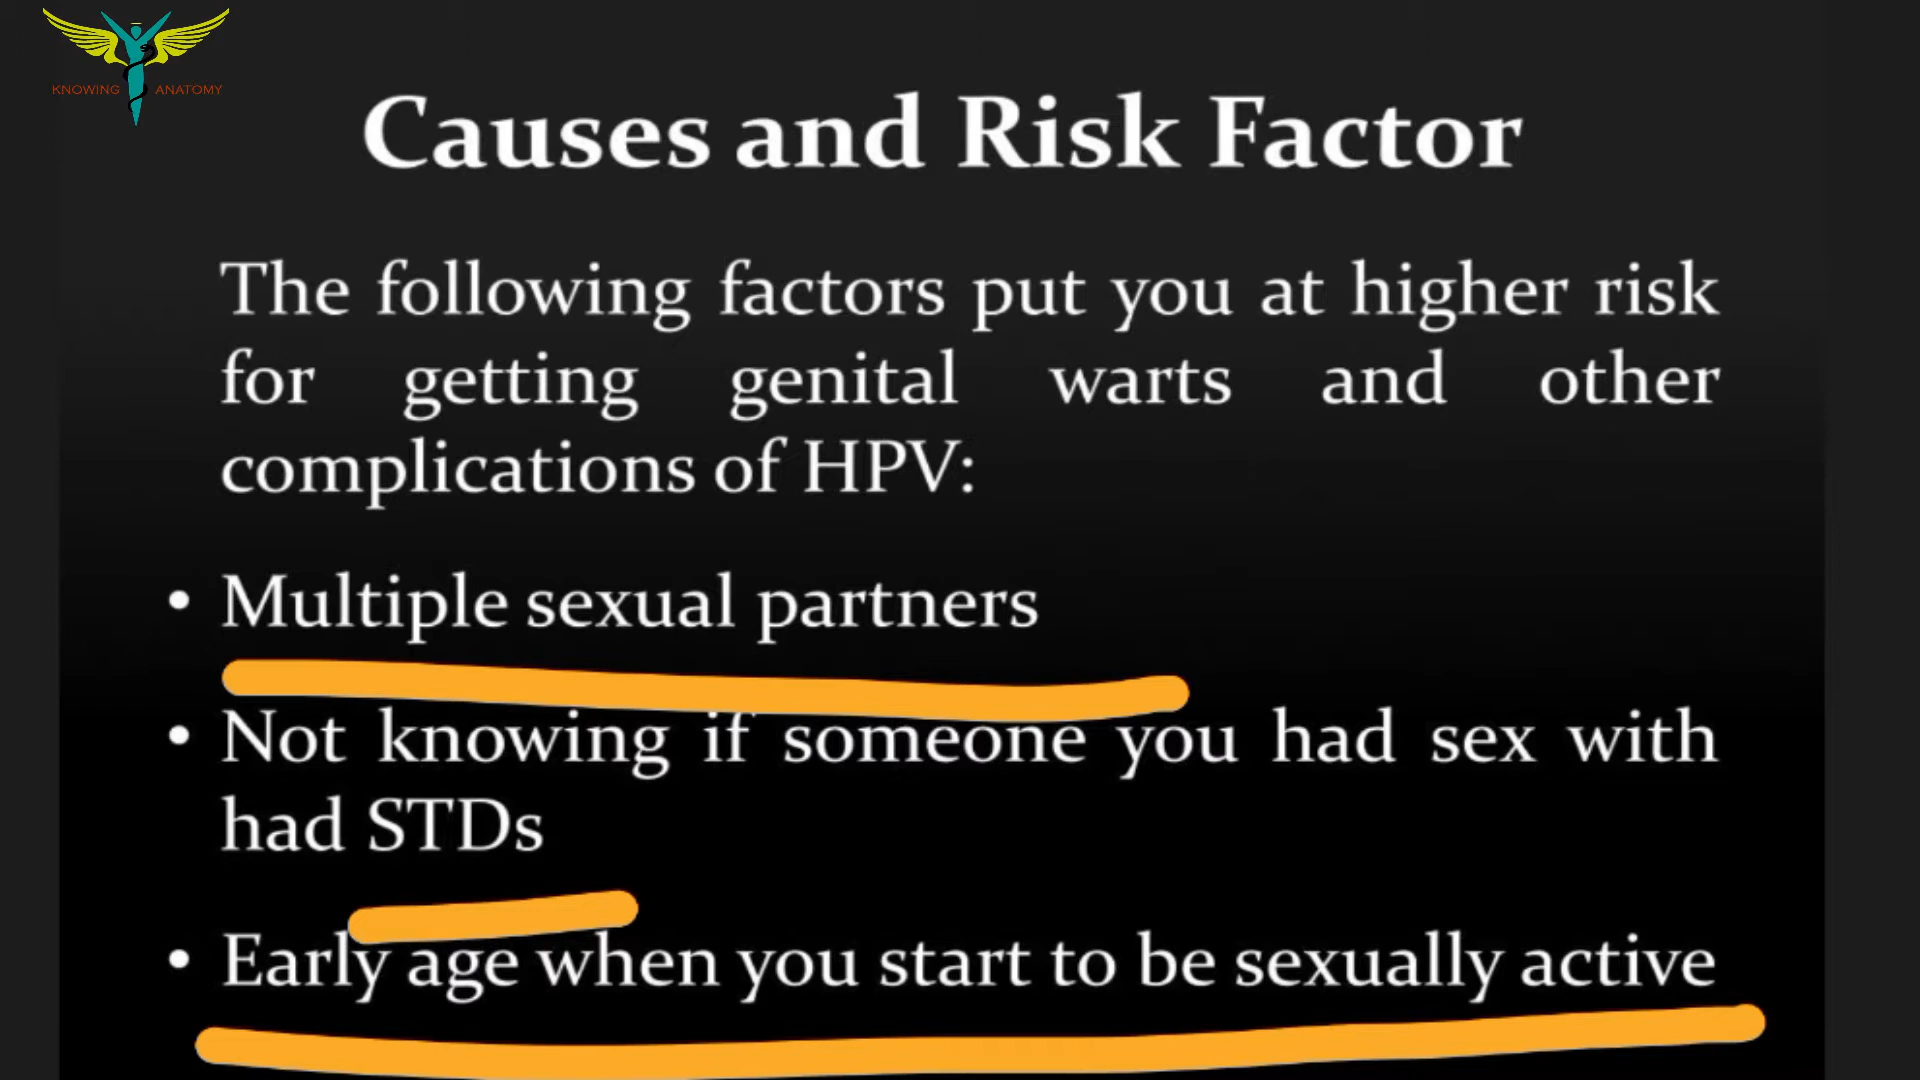 KNOWING ANATOMY
Causes and Risk Factor
The following factors put you at higher risk
for getting genital warts and other
complications of HPV:
• Multiple sexual partners
• Not knowing if someone you had sex with
had STDs
• Early age when you start to be sexually active